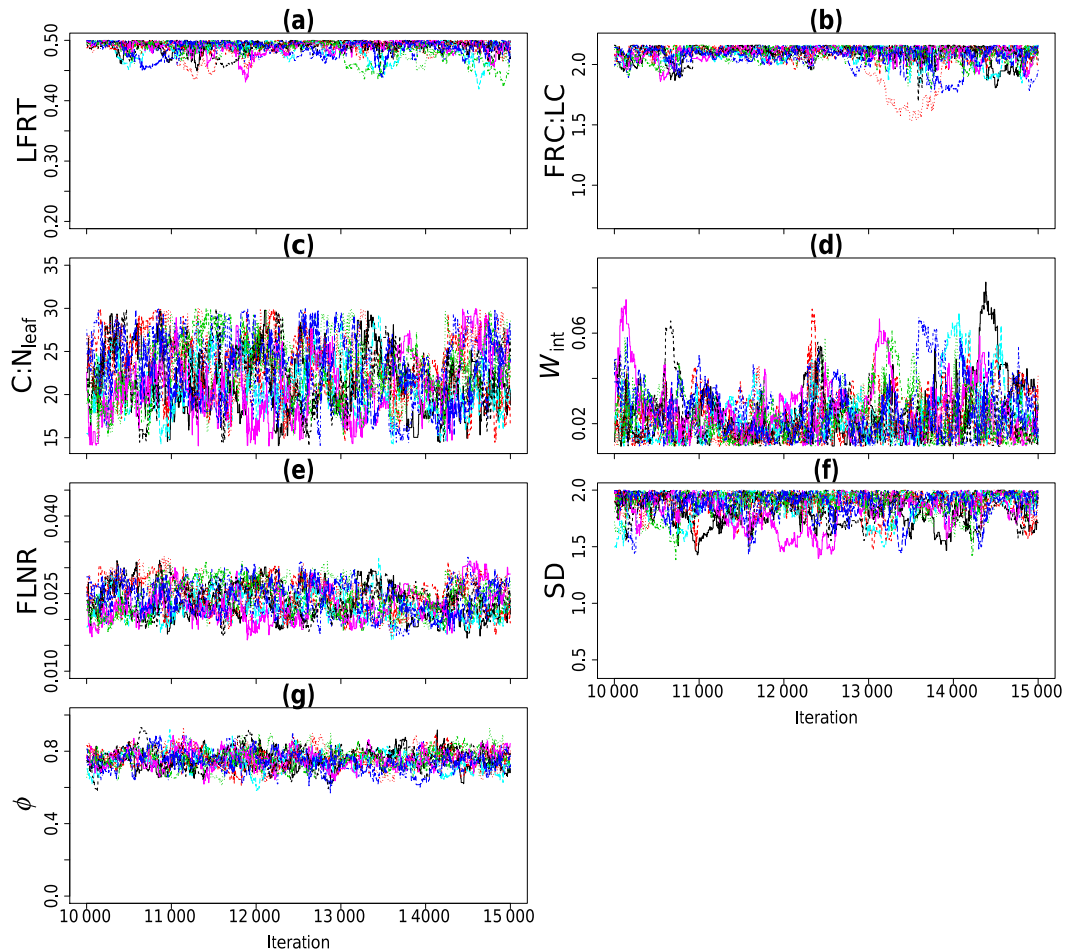 (a)
LFRT
0.50
0.40
0.30
0.20
(b)
FRC:LC
2.0
1.5
1.0
(c)
C:Nleaf
35
30
25
20
15
(d)
Wint
0.06
0.02
(e)
FLNR
0.040
0.025
0.010
(f)
SD
2.0
1.5
1.0
0.5
10 000 11 000 12 000 13 000 14 000 15 000
Iteration
(g)
ϕ
0.8
0.4
0.0
10 000 11 000 12 000 13 000 14 000 15 000
Iteration